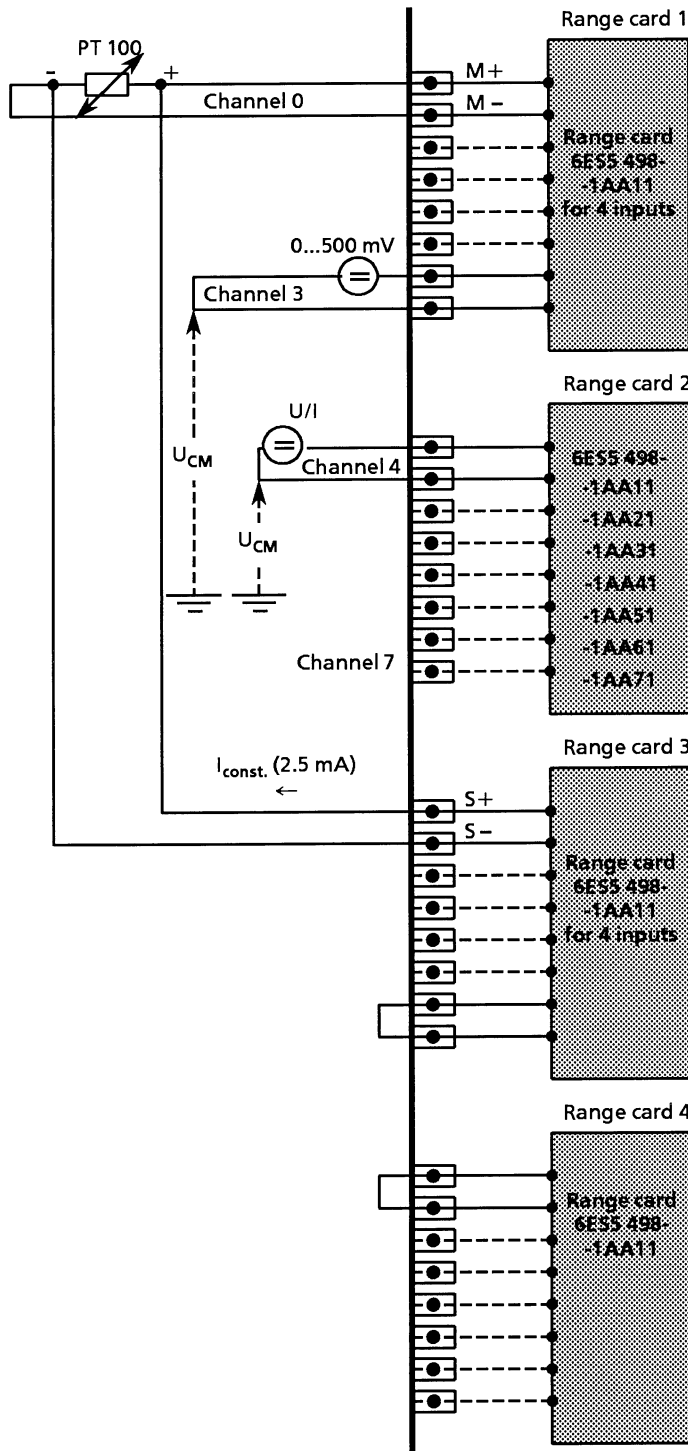 Range card 1
PT 100
-
+
M+
Channel 0
M-
Range card
6ES5 498-
-1AA11
for 4 inputs
0...500 mV
=
Channel 3
Range card 2
U/I
=
Channel 4
UCM
UCM
6ES5 498-
-1AA11
-1AA21
-1AA31
-1AA41
-1AA51
-1AA61
-1AA71
Channel 7
Range card 3
Iconst. (2.5 mA)
←
S+
S-
Range card
6ES5 498-
-1AA11
for 4 inputs
Range card 4
Range card
6ES5 498-
-1AA11